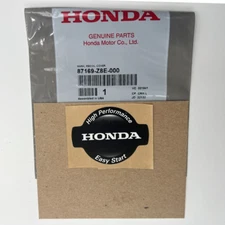 HONDA
GENUINE PARTS
Honda Motor Co., Ltd.
87169-Z8E-000
1
High Performance
HONDA
Easy Start